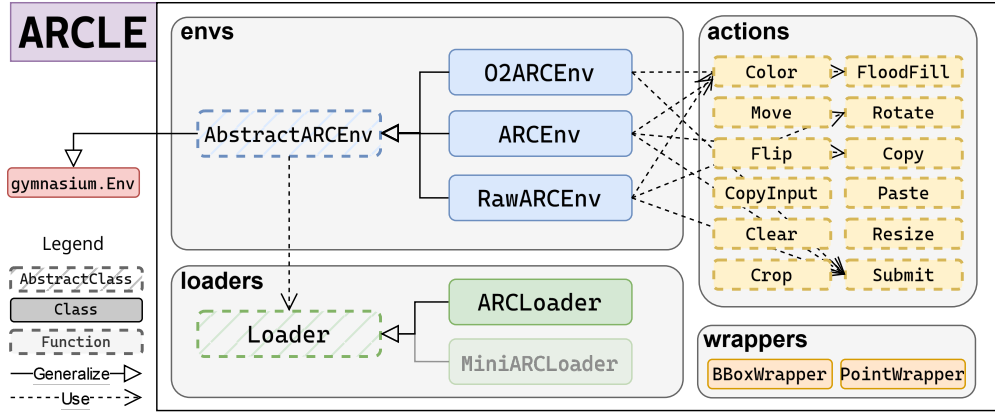 ARCLE
envs
O2ARCEnv
AbstractARCEnv
ARCEnv
RawARCEnv
gymnasium.Env
actions
Color
FloodFill
Move
Rotate
Flip
Copy
CopyInput
Paste
Clear
Resize
Crop
Submit
Legend
AbstractClass
Class
Function
Generalize
Use
loaders
ARCLoader
Loader
MiniARCLoader
wrappers
BBoxWrapper
PointWrapper